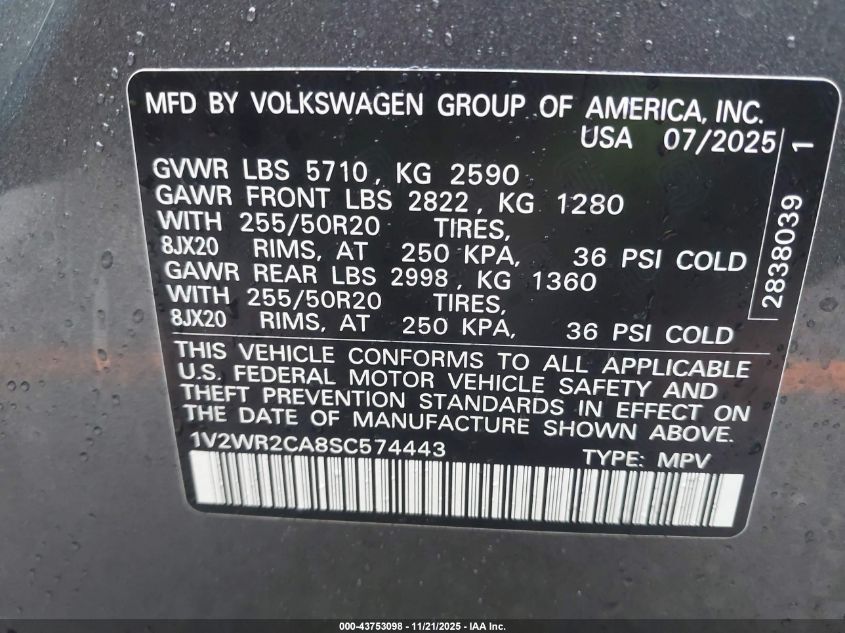 MFD BY VOLKSWAGEN GROUP OF AMERICA, INC.
USA 07/2025
GVWR LBS 5710, KG 2590
GAWR FRONT LBS 2822, KG 1280
WITH 255/50R20 TIRES,
8JX20 RIMS, AT 250 KPA, 36 PSI COLD
GAWR REAR LBS 2998, KG 1360
WITH 255/50R20 TIRES,
8JX20 RIMS, AT 250 KPA, 36 PSI COLD
2838039 1
THIS VEHICLE CONFORMS TO ALL APPLICABLE
U.S. FEDERAL MOTOR VEHICLE SAFETY AND
THEFT PREVENTION STANDARDS IN EFFECT ON
THE DATE OF MANUFACTURE SHOWN ABOVE.
1V2WR2CA8SC574443 TYPE: MPV
000-43753098 - 11/21/2025 - IAA Inc.